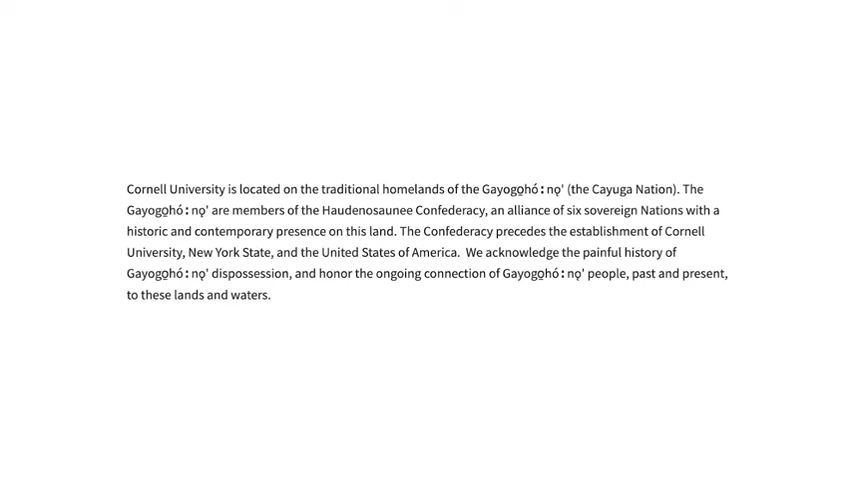 Cornell University is located on the traditional homelands of the Gayogo̱hó꞉nǫ' (the Cayuga Nation). The
Gayogo̱hó꞉nǫ' are members of the Haudenosaunee Confederacy, an alliance of six sovereign Nations with a
historic and contemporary presence on this land. The Confederacy precedes the establishment of Cornell
University, New York State, and the United States of America.  We acknowledge the painful history of
Gayogo̱hó꞉nǫ' dispossession, and honor the ongoing connection of Gayogo̱hó꞉nǫ' people, past and present,
to these lands and waters.